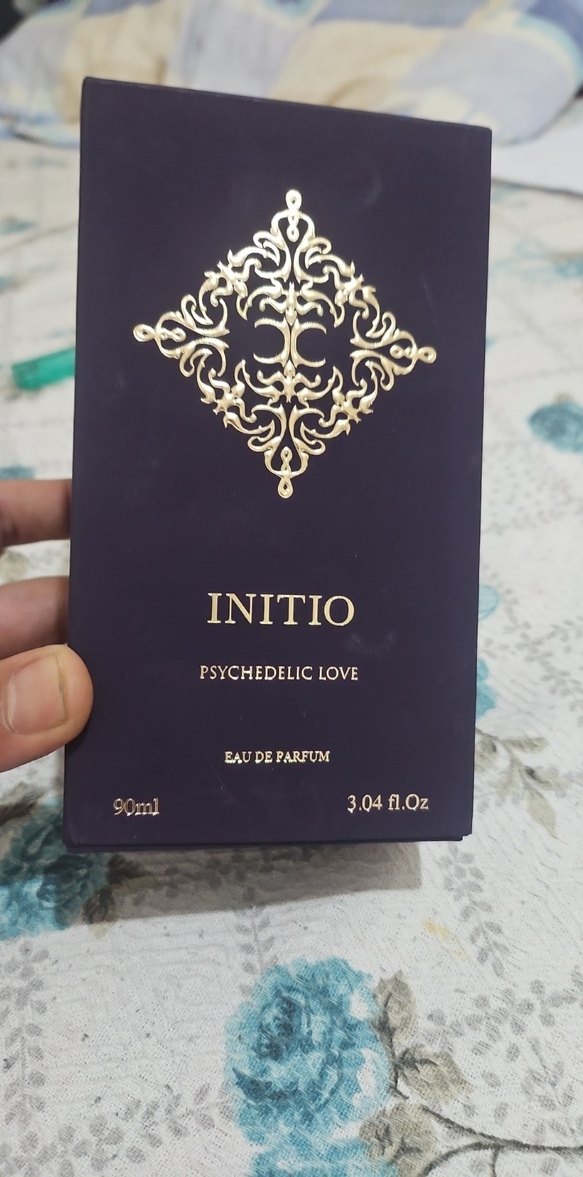 INITIO
PSYCHEDELIC LOVE
EAU DE PARFUM
90ml 3.04 fl.Oz